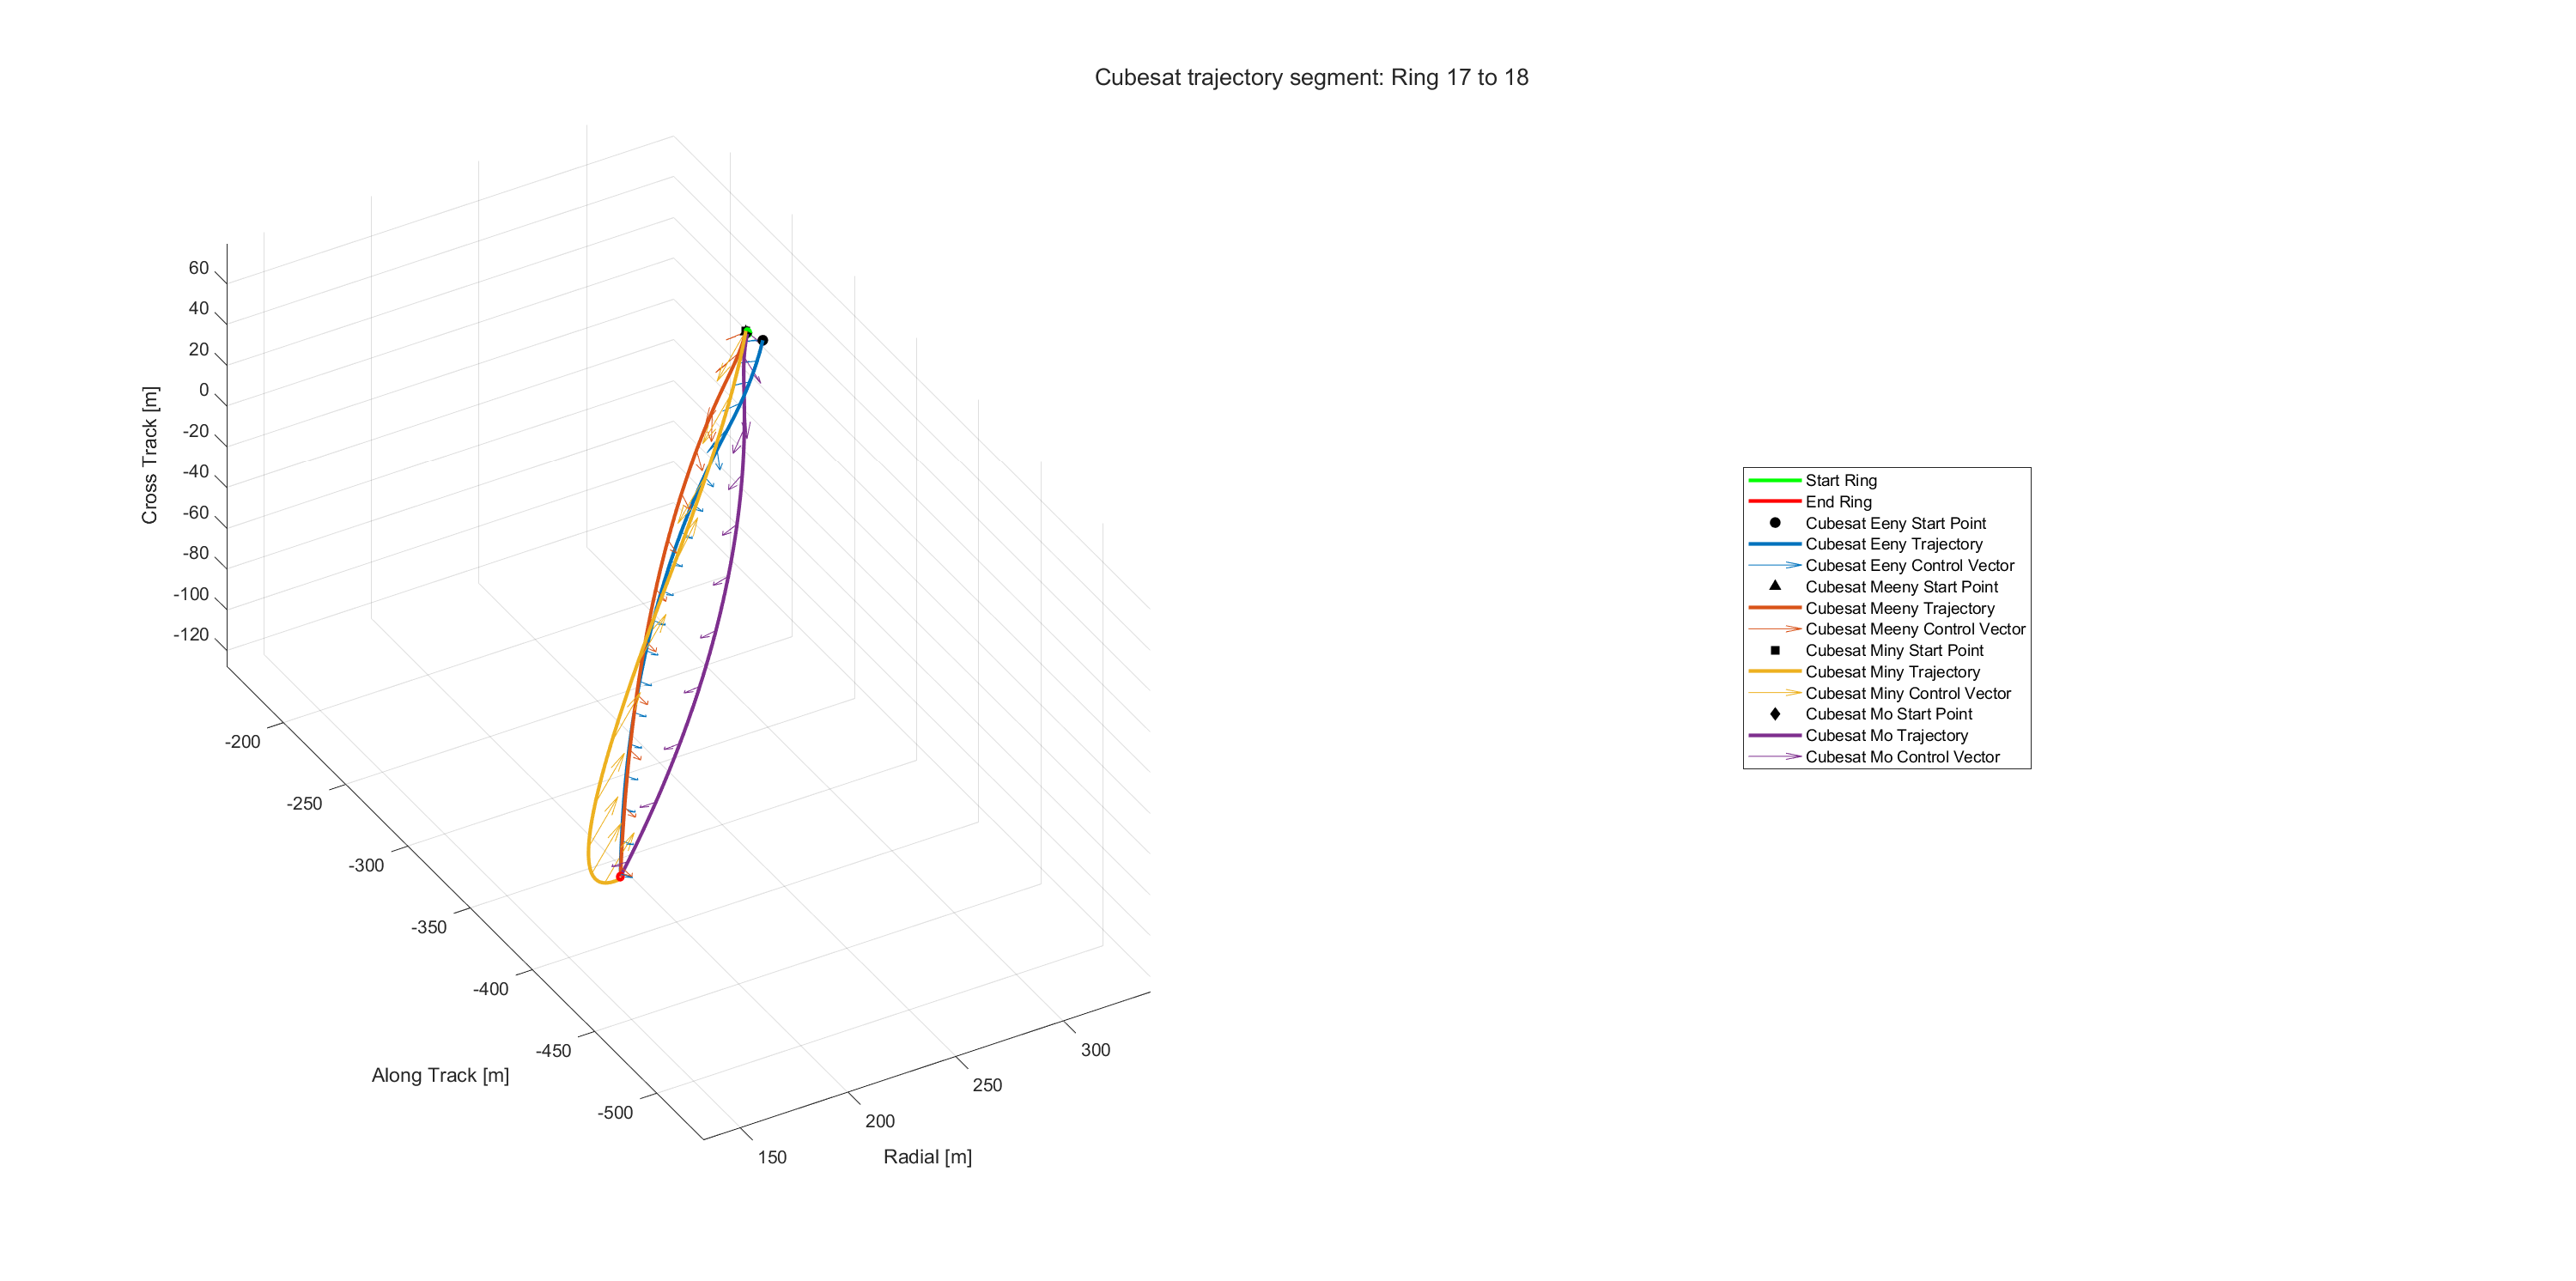 Cubesat trajectory segment: Ring 17 to 18
60
40
20
0
-20
-40
-60
-80
-100
-120
Cross Track [m]
-200
-250
-300
-350
-400
-450
-500
Along Track [m]
150
200
250
300
Radial [m]
Start Ring
End Ring
Cubesat Eeny Start Point
Cubesat Eeny Trajectory
Cubesat Eeny Control Vector
Cubesat Meeny Start Point
Cubesat Meeny Trajectory
Cubesat Meeny Control Vector
Cubesat Miny Start Point
Cubesat Miny Trajectory
Cubesat Miny Control Vector
Cubesat Mo Start Point
Cubesat Mo Trajectory
Cubesat Mo Control Vector